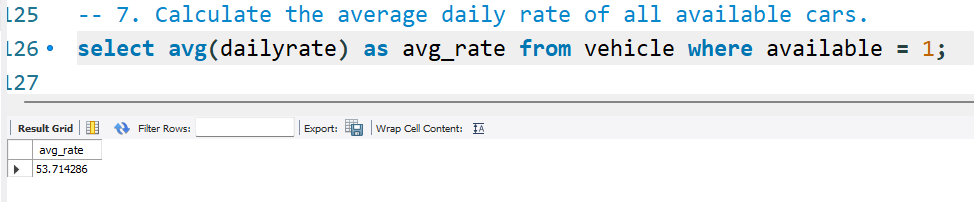 125 -- 7. Calculate the average daily rate of all available cars.
126 select avg(dailyrate) as avg_rate from vehicle where available = 1;
127
Result Grid Filter Rows: Export: Wrap Cell Content: IA
avg_rate
53.714286